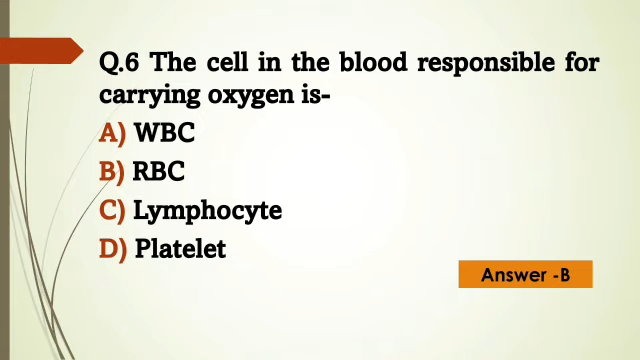 Q.6 The cell in the blood responsible for
carrying oxygen is-
A) WBC
B) RBC
C) Lymphocyte
D) Platelet
Answer -B